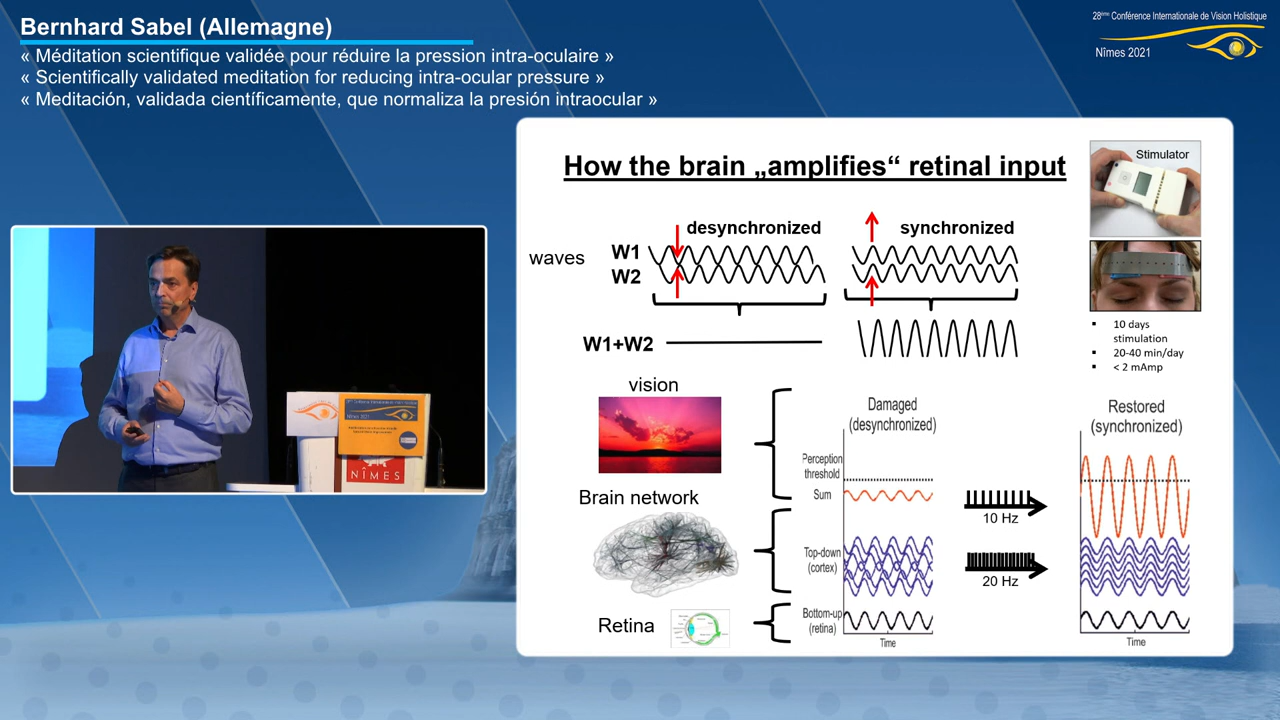 Bernhard Sabel (Allemagne)
« Méditation scientifique validée pour réduire la pression intra-oculaire »
« Scientifically validated meditation for reducing intra-ocular pressure »
« Meditación, validada científicamente, que normaliza la presión intraocular »
28ème Conférence Internationale de Vision Holistique
Nîmes 2021
How the brain „amplifies“ retinal input
Stimulator
desynchronized
synchronized
waves
W1
W2
W1+W2
▪ 10 days
stimulation
▪ 20-40 min/day
▪ < 2 mAmp
vision
Damaged
(desynchronized)
Restored
(synchronized)
Perception
threshold
Sum
Brain network
10 Hz
Top-down
(cortex)
20 Hz
Retina
Bottom-up
(retina)
Time
Time
Nîmes 2021
NÎMES